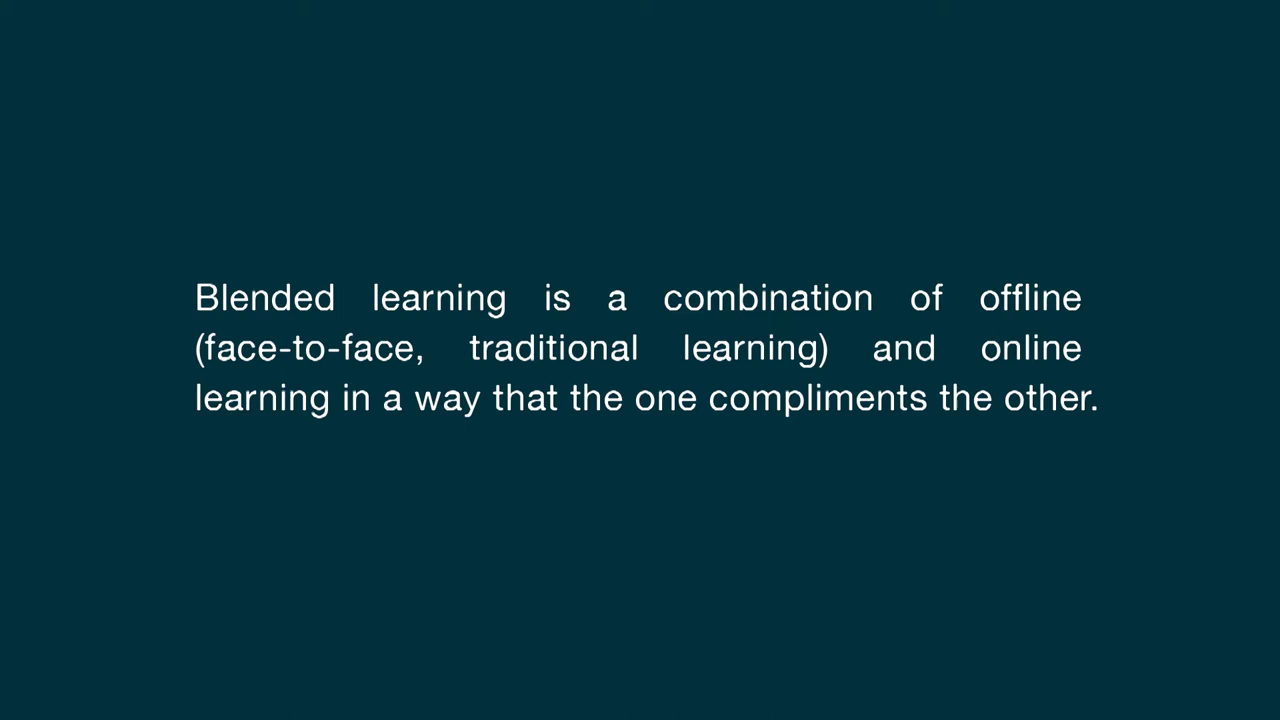 Blended learning is a combination of offline
(face-to-face, traditional learning) and online
learning in a way that the one compliments the other.